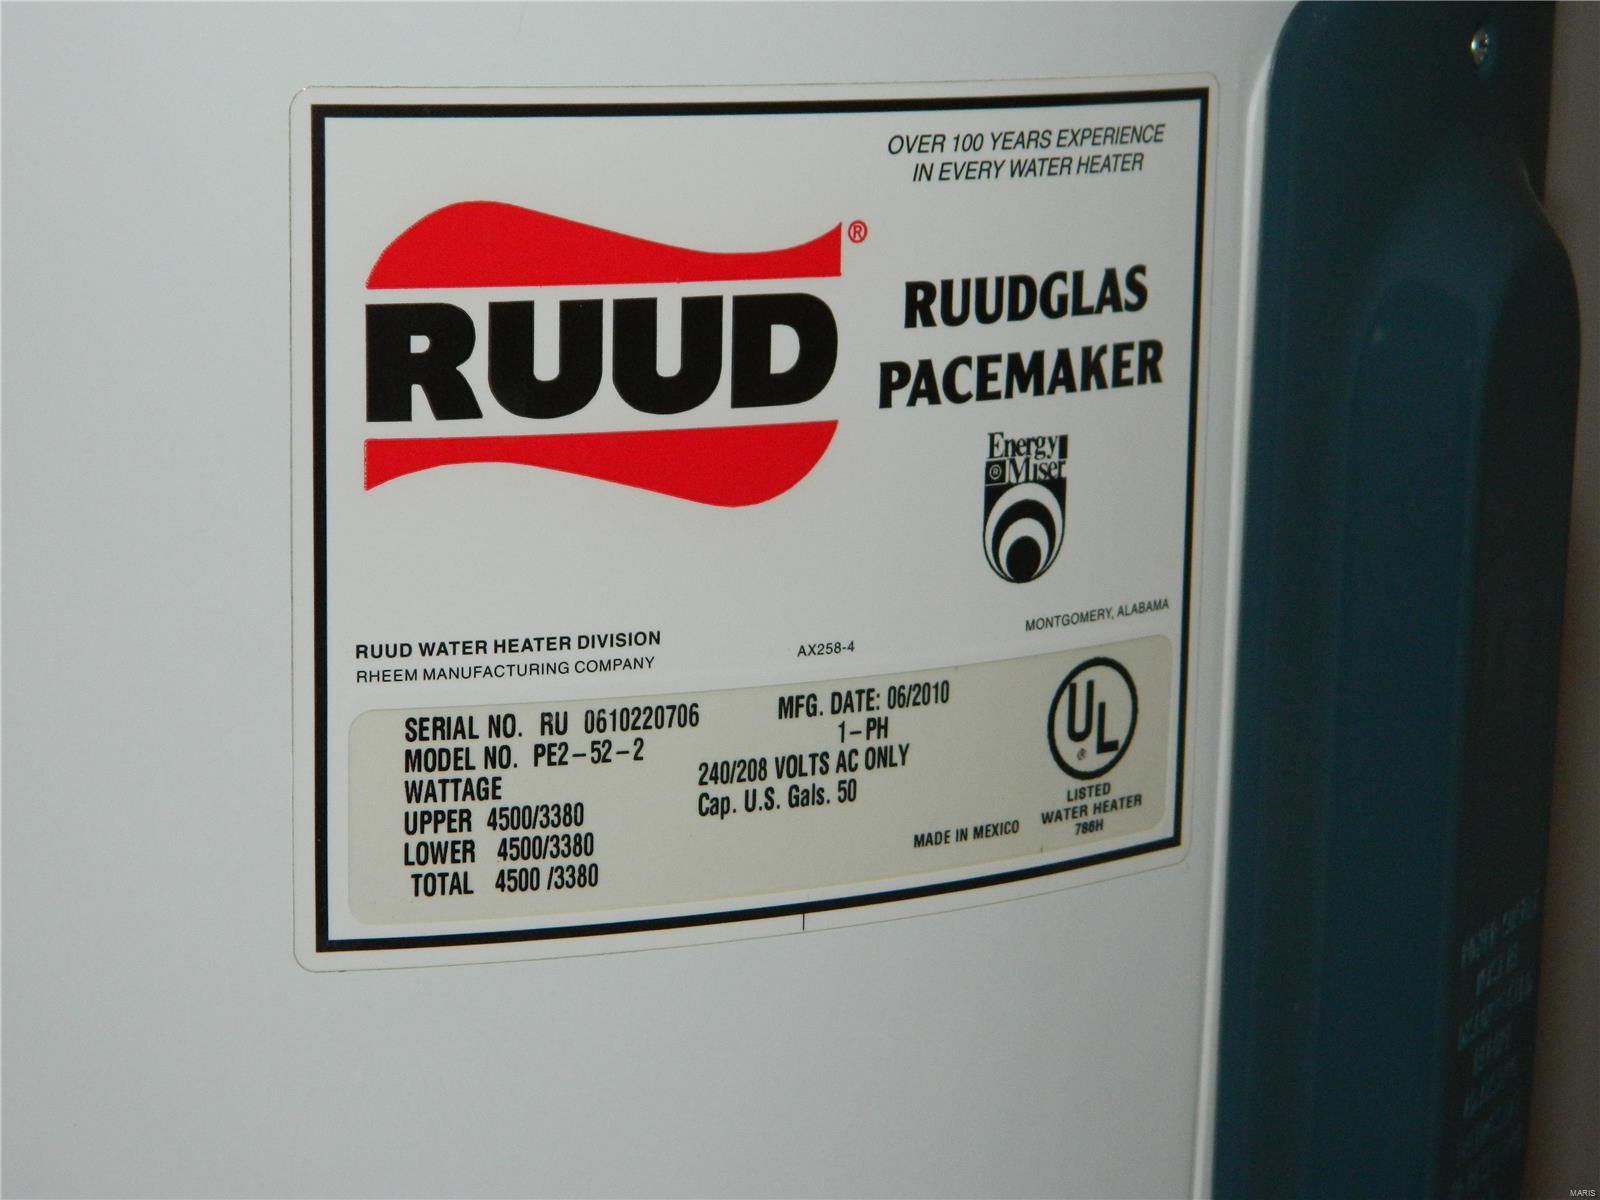 OVER 100 YEARS EXPERIENCE
IN EVERY WATER HEATER
RUUD®
RUUDGLAS
PACEMAKER
Energy
® Miser
MONTGOMERY, ALABAMA
RUUD WATER HEATER DIVISION
RHEEM MANUFACTURING COMPANY
AX258-4
SERIAL NO. RU 0610220706
MODEL NO. PE2-52-2
WATTAGE
UPPER 4500/3380
LOWER 4500/3380
TOTAL 4500 /3380
MFG. DATE: 06/2010
1-PH
240/208 VOLTS AC ONLY
Cap. U.S. Gals. 50
MADE IN MEXICO
UL
®
LISTED
WATER HEATER
786H
MARIS